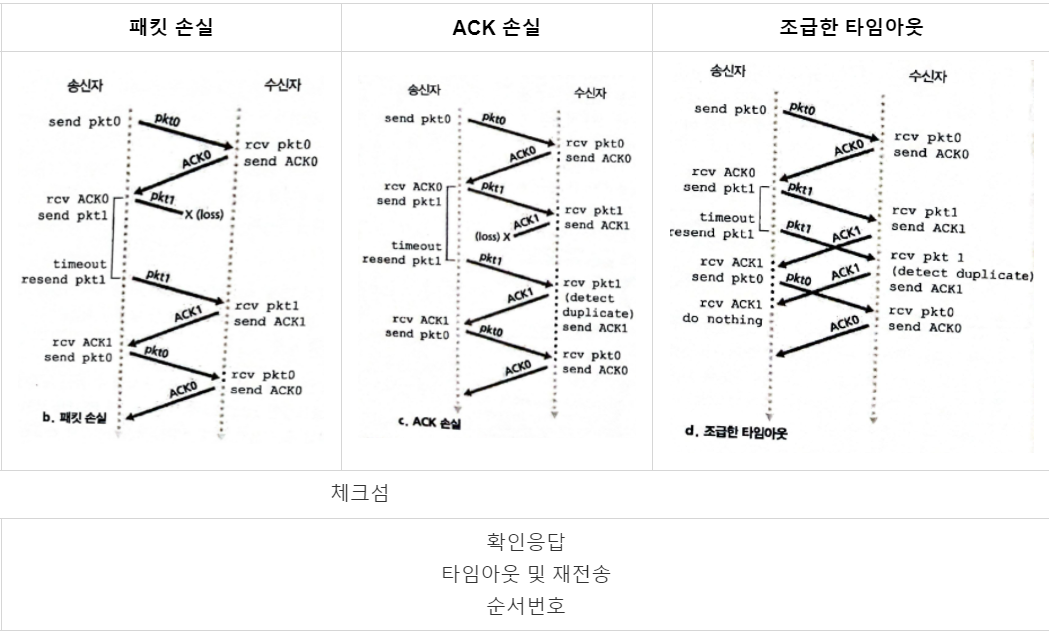 패킷 손실
ACK 손실
조급한 타임아웃
송신자
수신자
send pkt0
pkt0
rcv pkt0
send ACK0
ACK0
rcv ACK0
send pkt1
pkt1
X (loss)
timeout
resend pkt1
pkt1
rcv pkt1
send ACK1
ACK1
rcv ACK1
send pkt0
pkt0
rcv pkt0
send ACK0
ACK0
b. 패킷 손실
송신자
수신자
send pkt0
pkt0
rcv pkt0
send ACK0
ACK0
rcv ACK0
send pkt1
pkt1
rcv pkt1
send ACK1
ACK1
(loss) X
timeout
resend pkt1
pkt1
rcv pkt1
(detect
duplicate)
send ACK1
ACK1
rcv ACK1
send pkt0
pkt0
rcv pkt0
send ACK0
ACK0
c. ACK 손실
송신자
수신자
send pkt0
pkt0
rcv pkt0
send ACK0
ACK0
rcv ACK0
send pkt1
pkt1
rcv pkt1
send ACK1
timeout
resend pkt1
pkt1
ACK1
rcv pkt 1
(detect duplicate)
send ACK1
rcv ACK1
send pkt0
pkt0
ACK1
rcv ACK1
do nothing
rcv pkt0
send ACK0
ACK0
d. 조급한 타임아웃
체크섬
확인응답
타임아웃 및 재전송
순서번호